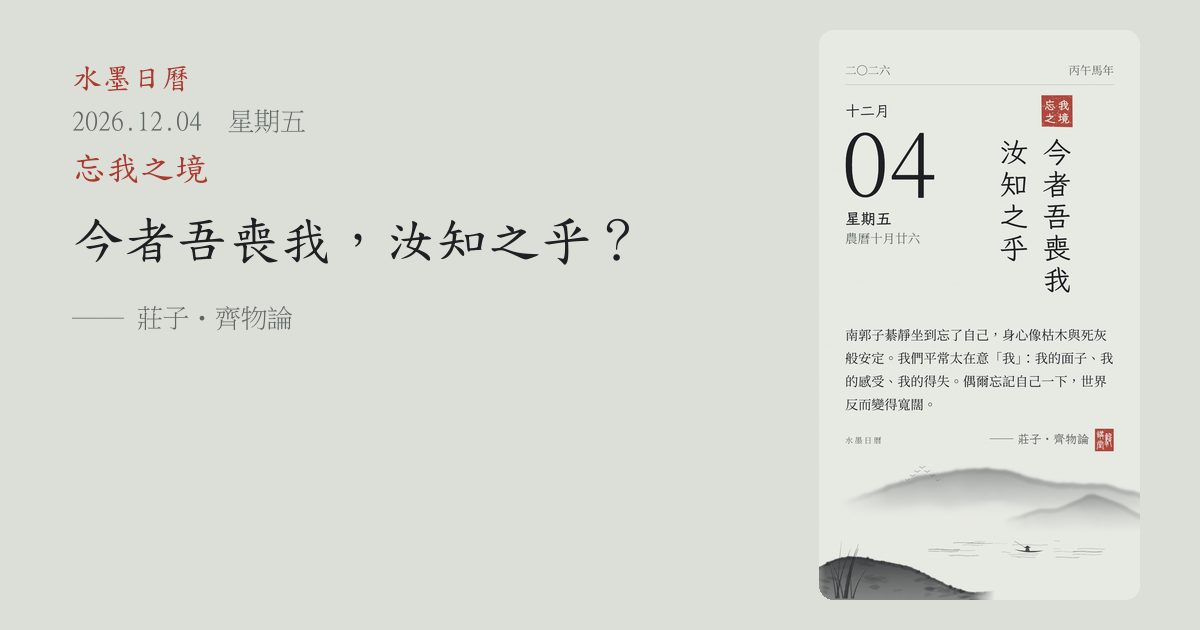 水墨日曆
2026.12.04 星期五
忘我之境
今者吾喪我，汝知之乎？
—— 莊子・齊物論
二〇二六
丙午馬年
十二月
04
星期五
農曆十月廿六
忘我之境
今者吾喪我
汝知之乎
南郭子綦靜坐到忘了自己，身心像枯木與死灰
般安定。我們平常太在意「我」：我的面子、我
的感受、我的得失。偶爾忘記自己一下，世界
反而變得寬闊。
水墨日曆
—— 莊子・齊物論